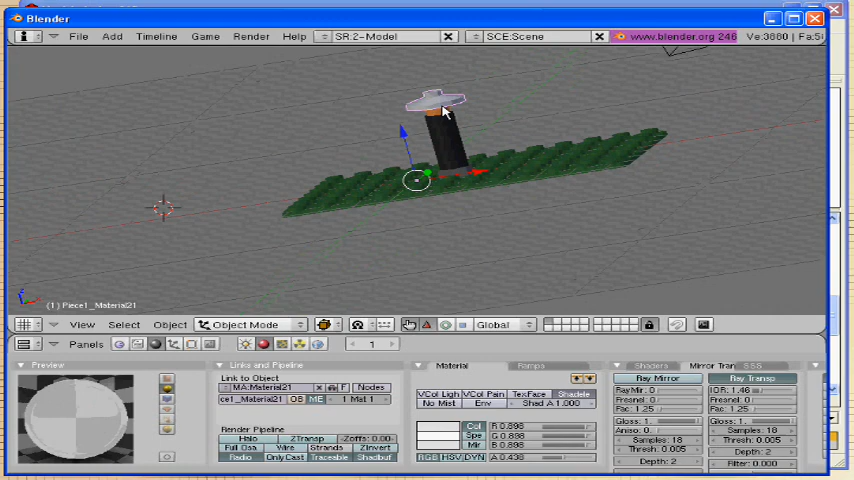 Blender
File Add Timeline Game Render Help SR:2-Model SCE:Scene www.blender.org 246 Ve:3860 | Fa:5
(1) Piece1_Material21
View Select Object Object Mode Global
Panels 1
Preview Links and Pipeline Material Ramps Shaders Mirror Tran SSS
Link to Object
MA:Material21 F Nodes
ce1_Material21 OB ME 1 Mat 1
Render Pipeline
Halo ZTransp Zoffs: 0.00
Full Osa Wire Strands ZInvert
Radio OnlyCast Traceable Shadbuf
VCol Ligh VCol Pain TexFace Shadele
No Mist Env Shad A 1.000
Col R 0.898
Spe G 0.898
Mir B 0.898
RGB HSV DYN A 0.438
Ray Mirror Ray Transp
RayMir: 0 IOR: 1.46
Fresnel: 0 Fresnel: 0
Fac: 1.25 Fac: 1.25
Gloss: 1. Gloss: 1.
Aniso: 0. Samples: 18
Samples: 18 Thresh: 0.005
Thresh: 0.005 Depth: 2
Depth: 2 Filter: 0.000